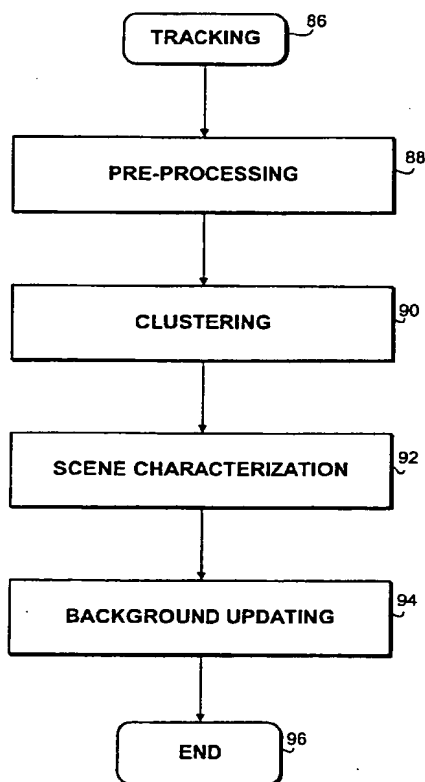 TRACKING
86
PRE-PROCESSING
88
CLUSTERING
90
SCENE CHARACTERIZATION
92
BACKGROUND UPDATING
94
END
96